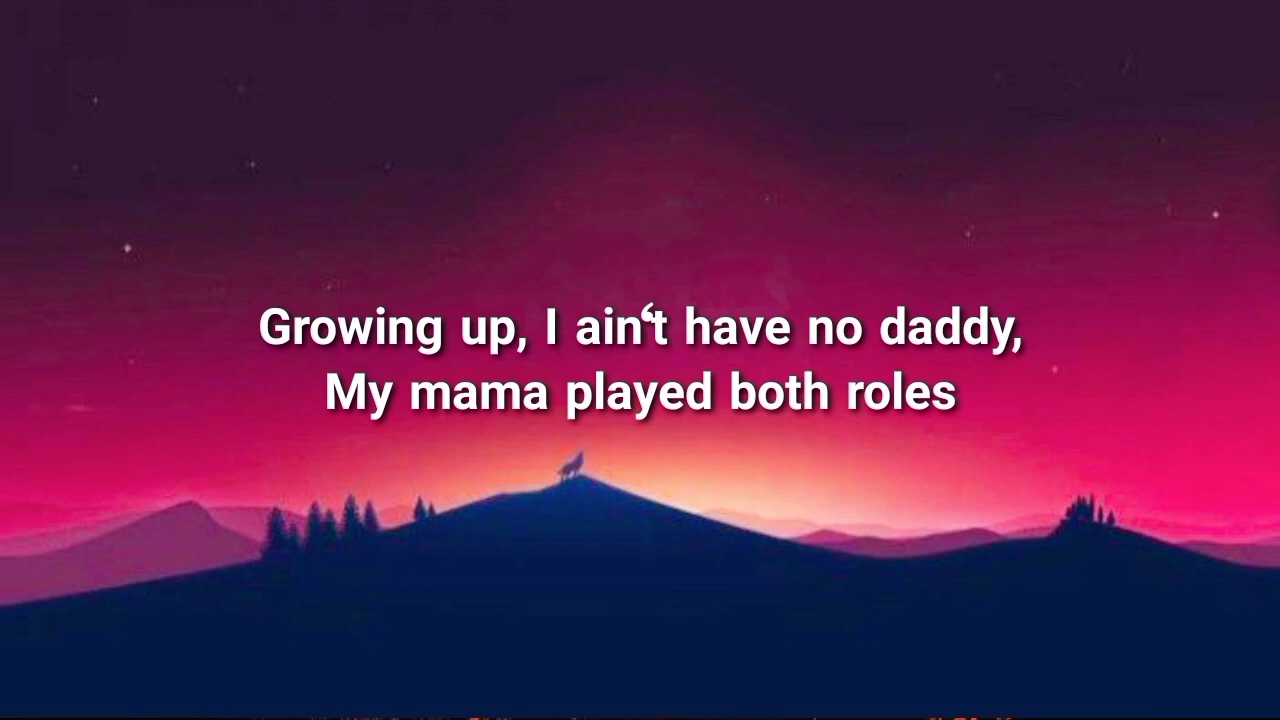 Growing up, I ain‘t have no daddy,
My mama played both roles